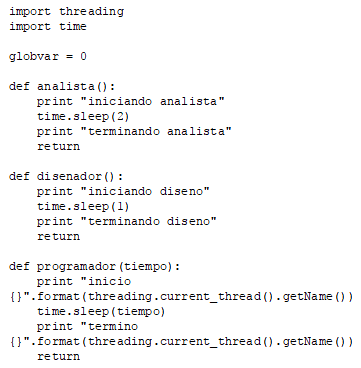 import threading
import time

globvar = 0

def analista():
    print "iniciando analista"
    time.sleep(2)
    print "terminando analista"
    return

def disenador():
    print "iniciando diseno"
    time.sleep(1)
    print "terminando diseno"
    return

def programador(tiempo):
    print "inicio
{}".format(threading.current_thread().getName())
    time.sleep(tiempo)
    print "termino
{}".format(threading.current_thread().getName())
    return